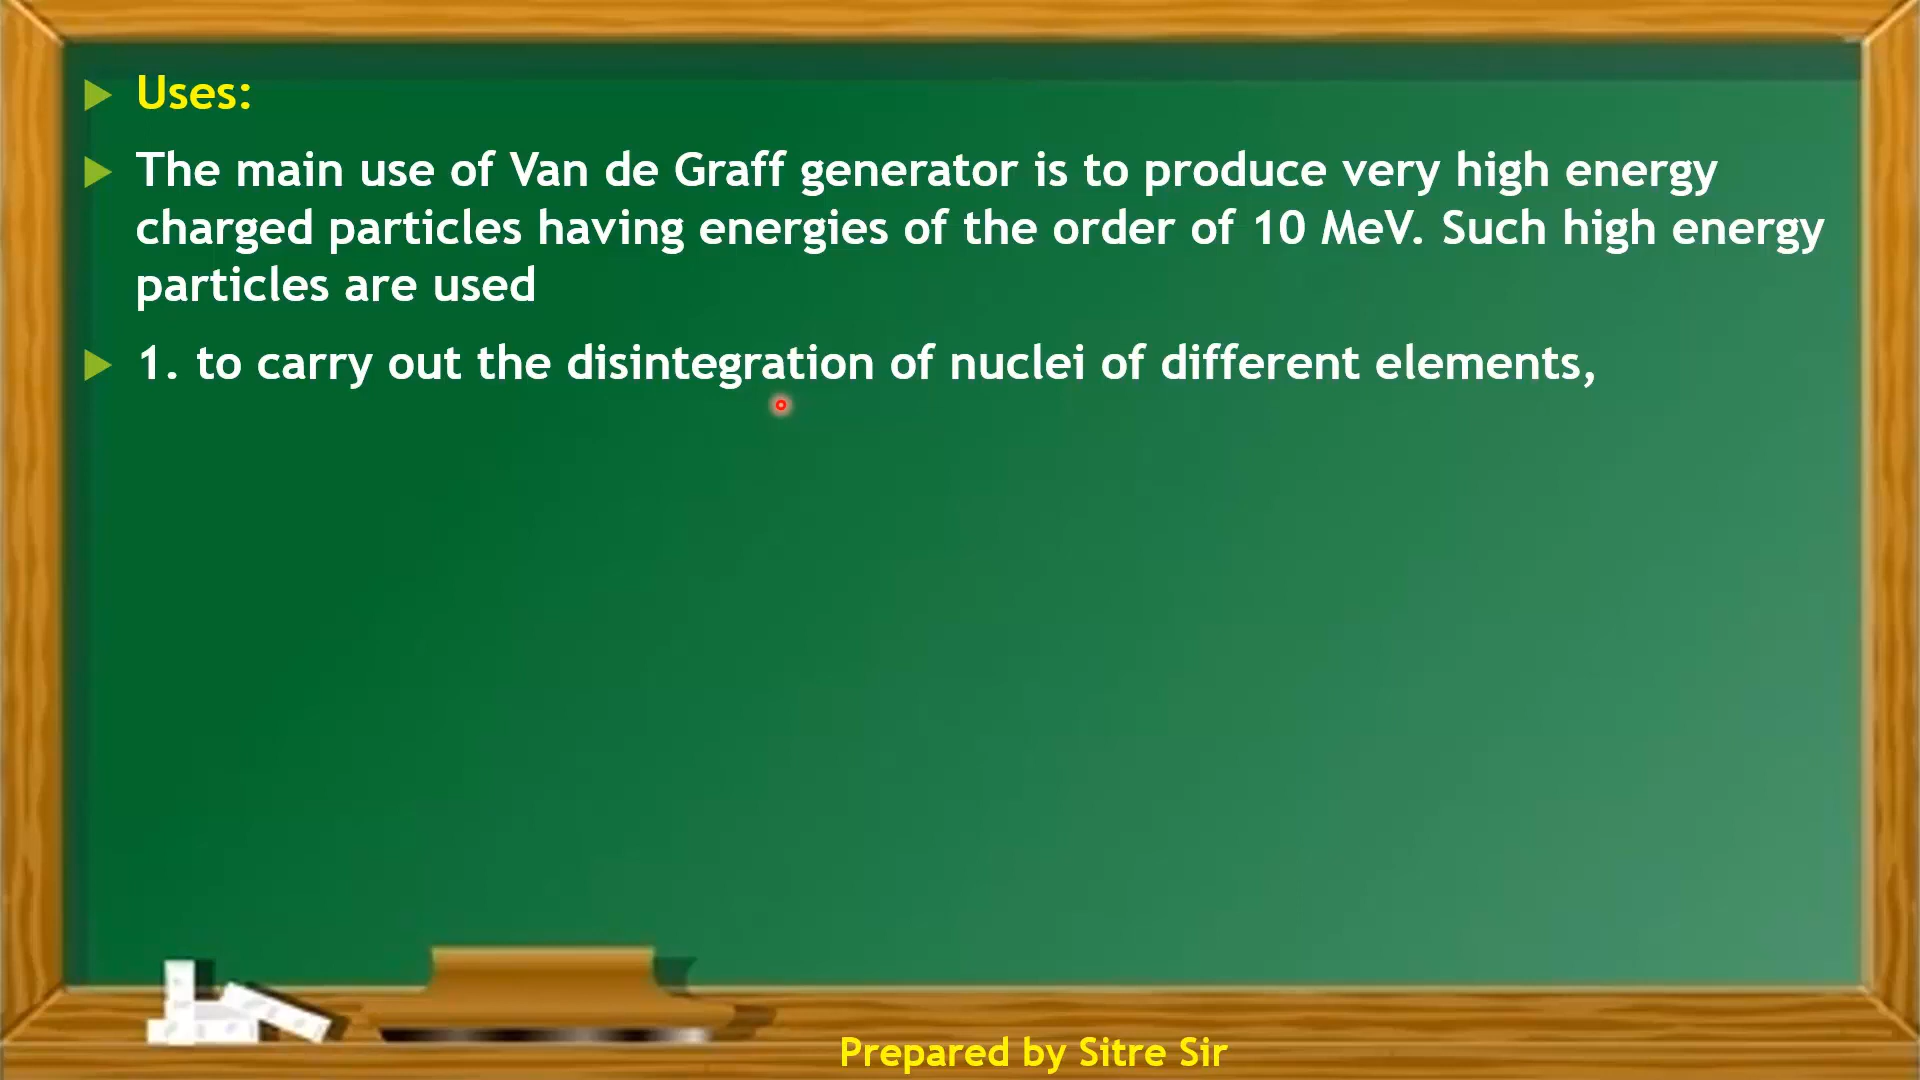 Uses:
The main use of Van de Graff generator is to produce very high energy
charged particles having energies of the order of 10 MeV. Such high energy
particles are used
1. to carry out the disintegration of nuclei of different elements,
Prepared by Sitre Sir